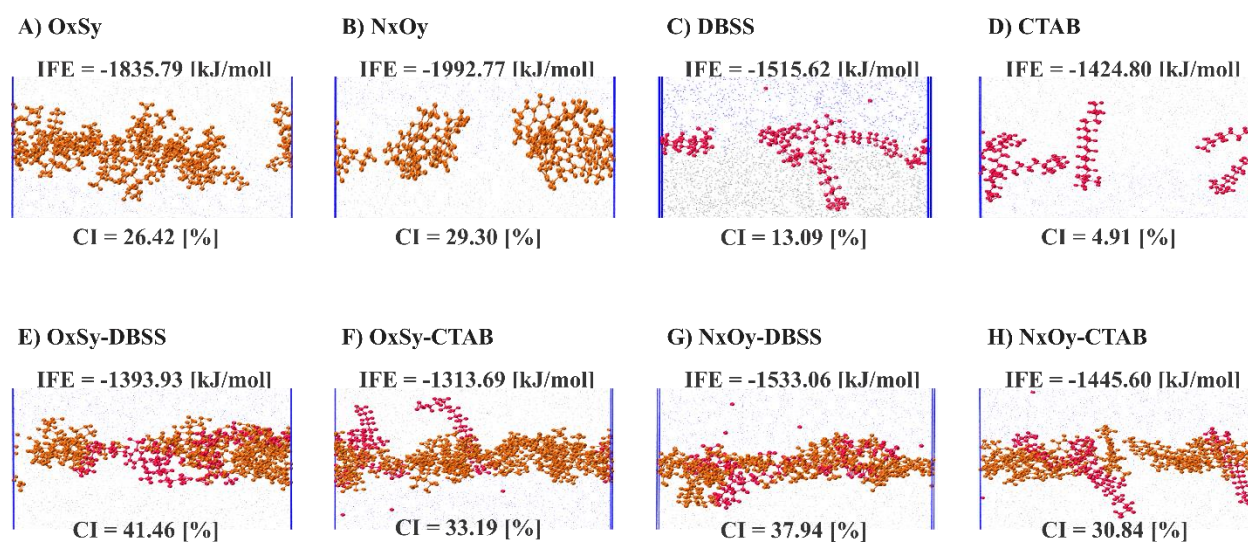 A) OxSy
IFE = -1835.79 [kJ/mol]
CI = 26.42 [%]
B) NxOy
IFE = -1992.77 [kJ/mol]
CI = 29.30 [%]
C) DBSS
IFE = -1515.62 [kJ/mol]
CI = 13.09 [%]
D) CTAB
IFE = -1424.80 [kJ/mol]
CI = 4.91 [%]
E) OxSy-DBSS
IFE = -1393.93 [kJ/mol]
CI = 41.46 [%]
F) OxSy-CTAB
IFE = -1313.69 [kJ/mol]
CI = 33.19 [%]
G) NxOy-DBSS
IFE = -1533.06 [kJ/mol]
CI = 37.94 [%]
H) NxOy-CTAB
IFE = -1445.60 [kJ/mol]
CI = 30.84 [%]